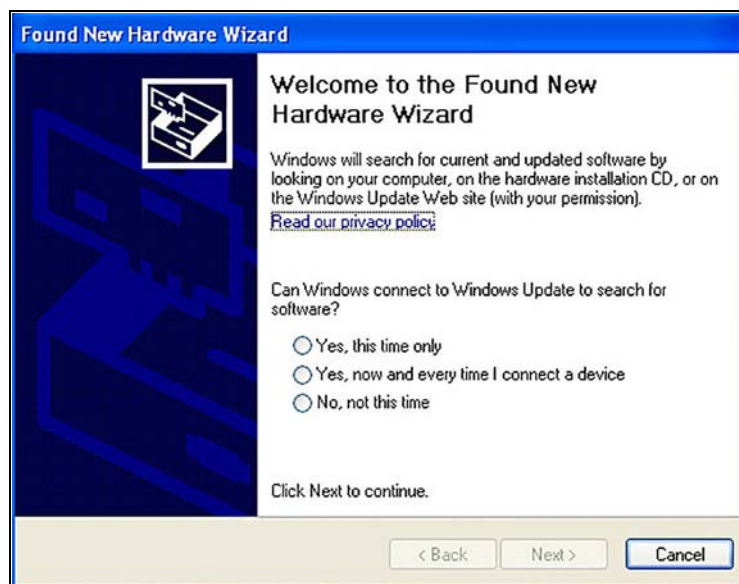 Found New Hardware Wizard
Welcome to the Found New
Hardware Wizard
Windows will search for current and updated software by
looking on your computer, on the hardware installation CD, or on
the Windows Update Web site (with your permission).
Read our privacy policy
Can Windows connect to Windows Update to search for
software?
Yes, this time only
Yes, now and every time I connect a device
No, not this time
Click Next to continue.
< Back Next > Cancel